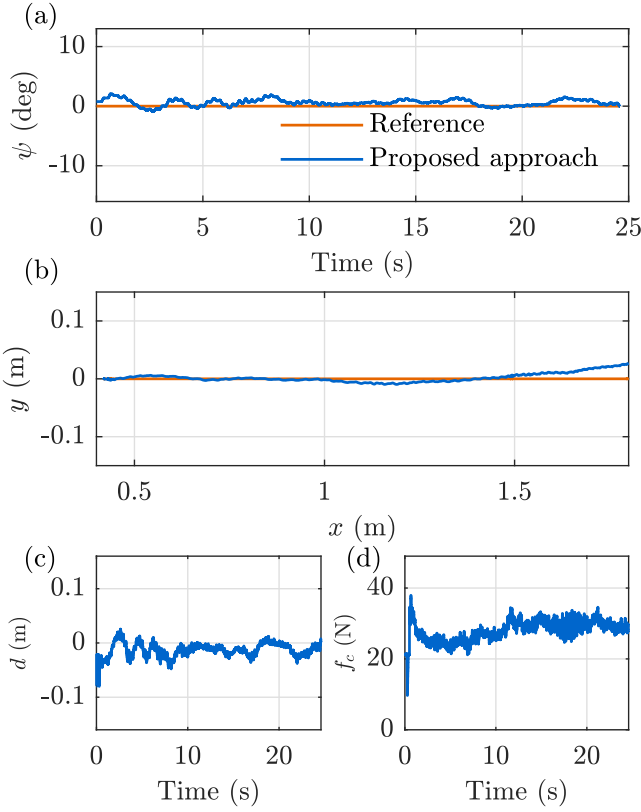 (a)
10
0
-10
ψ (deg)
Reference
Proposed approach
0 5 10 15 20 25
Time (s)
(b)
0.1
0
-0.1
y (m)
0.5 1 1.5
x (m)
(c) (d)
0.1
0
-0.1
d (m)
0 10 20
Time (s)
40
20
0
f_c (N)
0 10 20
Time (s)